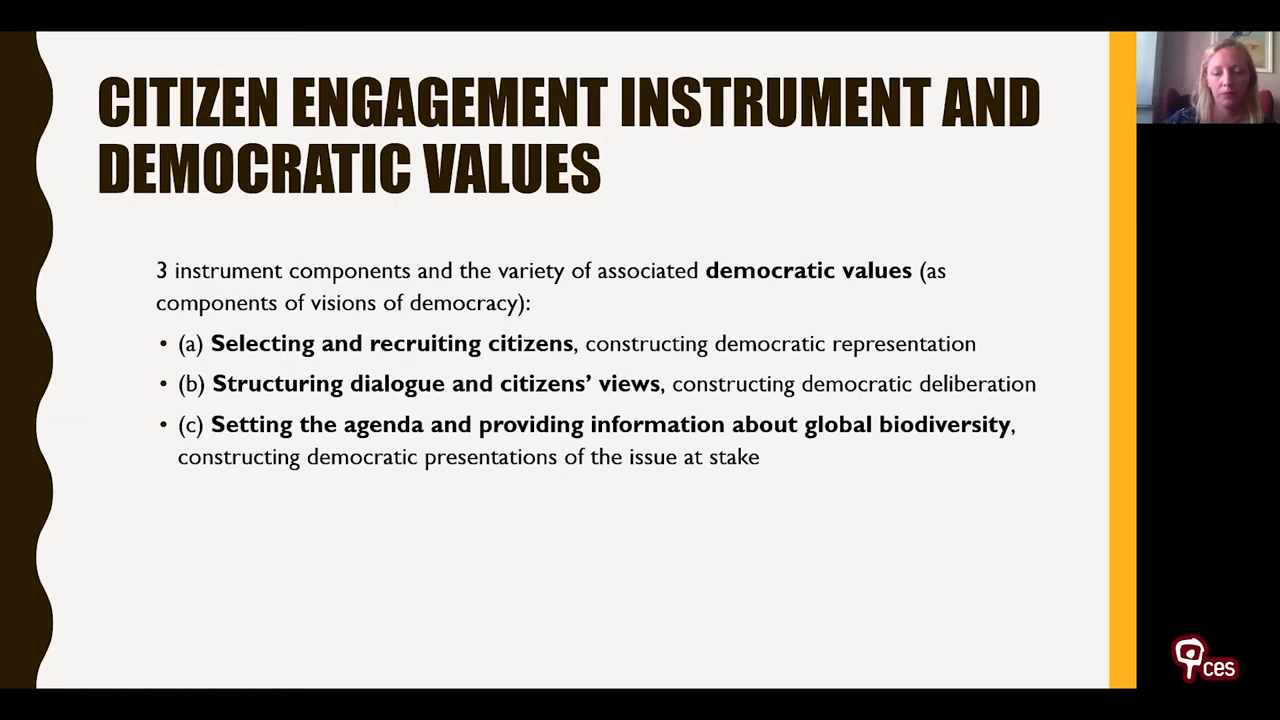 CITIZEN ENGAGEMENT INSTRUMENT AND
DEMOCRATIC VALUES
3 instrument components and the variety of associated democratic values (as
components of visions of democracy):
• (a) Selecting and recruiting citizens, constructing democratic representation
• (b) Structuring dialogue and citizens’ views, constructing democratic deliberation
• (c) Setting the agenda and providing information about global biodiversity,
constructing democratic presentations of the issue at stake
ces